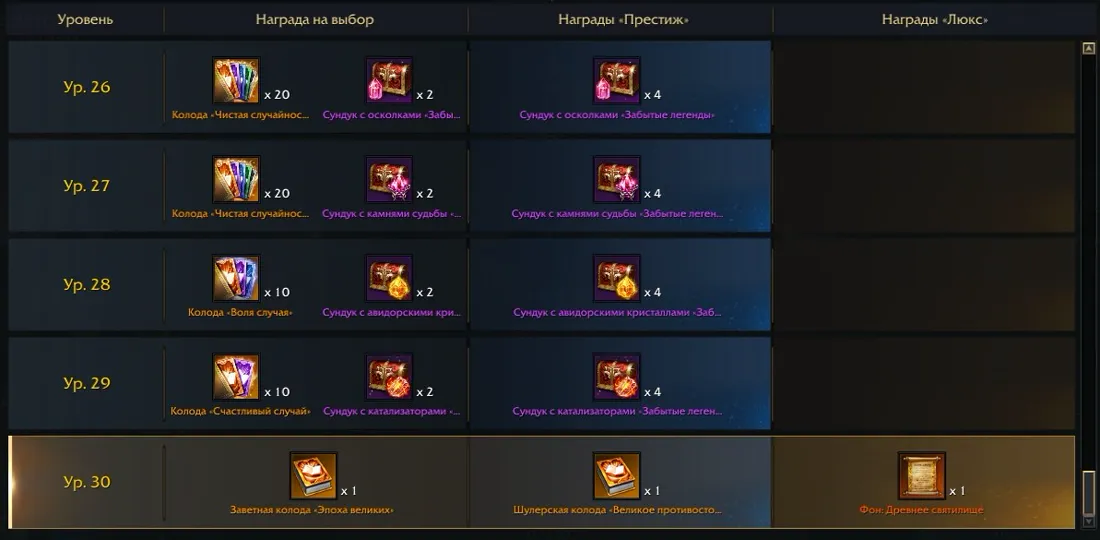 Уровень Награда на выбор Награды «Престиж» Награды «Люкс»
Ур. 26 x 20 x 2 x 4
Колода «Чистая случайнос... Сундук с осколками «Забы... Сундук с осколками «Забытые легенды»
Ур. 27 x 20 x 2 x 4
Колода «Чистая случайнос... Сундук с камнями судьбы «... Сундук с камнями судьбы «Забытые леген...
Ур. 28 x 10 x 2 x 4
Колода «Воля случая» Сундук с авидорскими кри... Сундук с авидорскими кристаллами «Заб...
Ур. 29 x 10 x 2 x 4
Колода «Счастливый случай» Сундук с катализаторами «... Сундук с катализаторами «Забытые леген...
Ур. 30 x 1 x 1 x 1
Заветная колода «Эпоха великих» Шулерская колода «Великое противосто... Фон: Древнее святилище